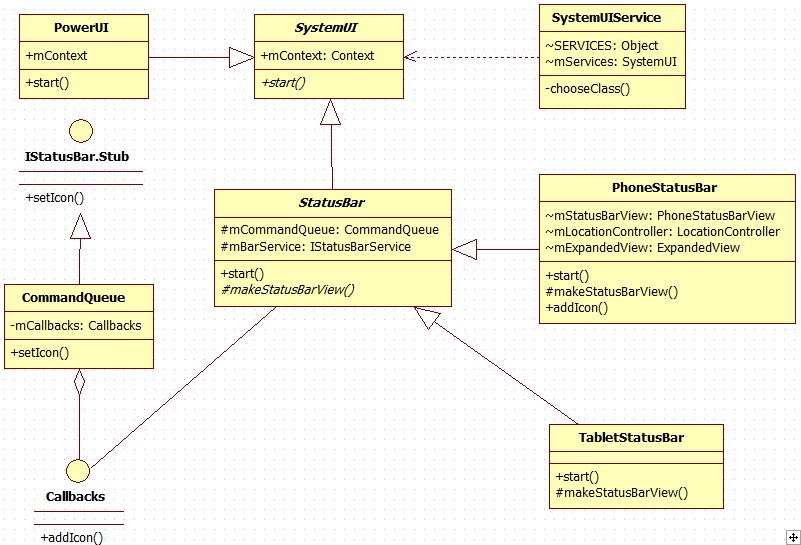 PowerUI
+mContext
+start()
SystemUI
+mContext: Context
+start()
SystemUIService
~SERVICES: Object
~mServices: SystemUI
-chooseClass()
IStatusBar.Stub
+setIcon()
StatusBar
#mCommandQueue: CommandQueue
#mBarService: IStatusBarService
+start()
#makeStatusBarView()
PhoneStatusBar
~mStatusBarView: PhoneStatusBarView
~mLocationController: LocationController
~mExpandedView: ExpandedView
+start()
#makeStatusBarView()
+addIcon()
CommandQueue
-mCallbacks: Callbacks
+setIcon()
TabletStatusBar
+start()
#makeStatusBarView()
Callbacks
+addIcon()